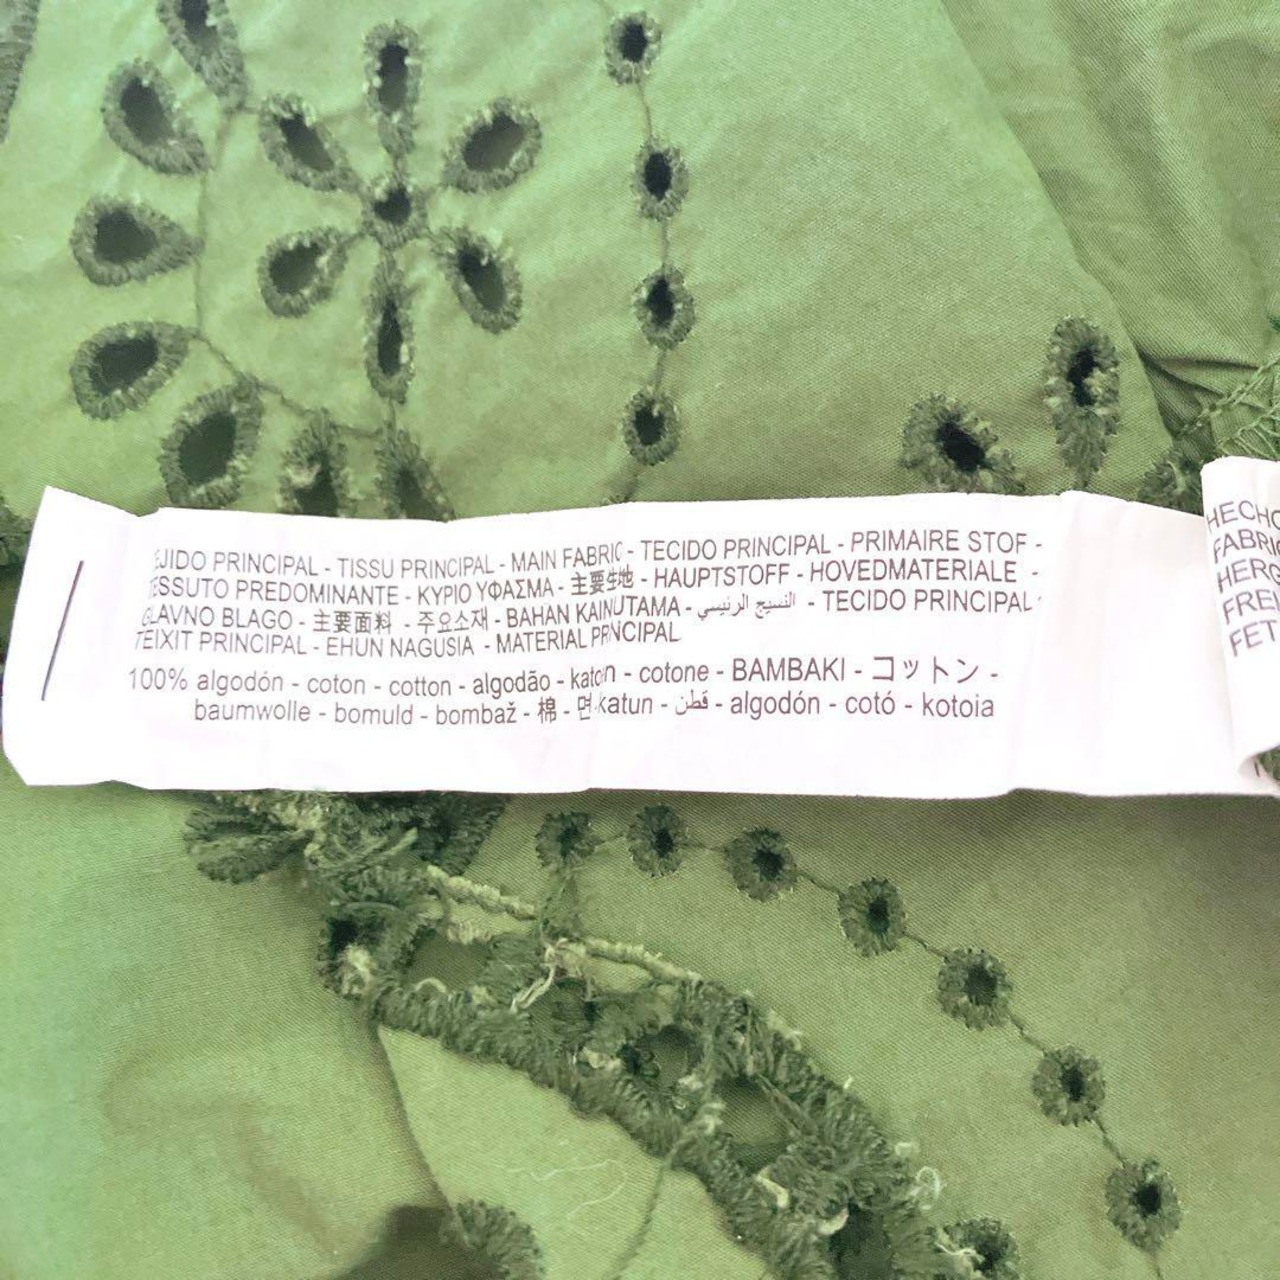 EJIDO PRINCIPAL - TISSU PRINCIPAL - MAIN FABRIC - TECIDO PRINCIPAL - PRIMAIRE STOF -
TESSUTO PREDOMINANTE - ΚΥΡΙΟ ΥΦΑΣΜΑ - 主要生地 - HAUPTSTOFF - HOVEDMATERIALE -
GLAVNO BLAGO - 主要面料 - 주요소재 - BAHAN KAINUTAMA - النسيج الرئيسي - TECIDO PRINCIPAL
TEIXIT PRINCIPAL - EHUN NAGUSIA - MATERIAL PRINCIPAL
100% algodón - coton - cotton - algodão - katoen - cotone - BAMBAKI - コットン -
baumwolle - bomuld - bombaž - 棉 - 면 katun - قطن - algodón - cotó - kotoia
HECHO
FABRI
HERG
FREM
FET